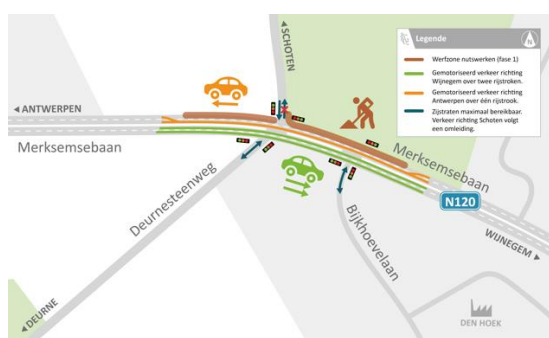 SCHOTEN
Legende
N
Werfzone nutswerken (fase 1)
Gemotoriseerd verkeer richting
Wijnegem over twee rijstroken.
Gemotoriseerd verkeer richting
Antwerpen over één rijstrook.
Zijstraten maximaal bereikbaar.
Verkeer richting Schoten volgt
een omleiding.
ANTWERPEN
Merksemsebaan
Merksemsebaan
Deurnesteenweg
Bijkhoevelaan
N120
WIJNEGEM
DEURNE
DEN HOEK